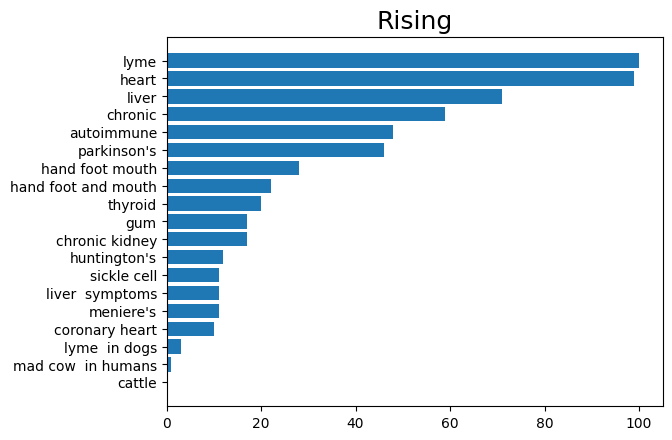 Rising
lyme
heart
liver
chronic
autoimmune
parkinson's
hand foot mouth
hand foot and mouth
thyroid
gum
chronic kidney
huntington's
sickle cell
liver  symptoms
meniere's
coronary heart
lyme  in dogs
mad cow  in humans
cattle
0 20 40 60 80 100